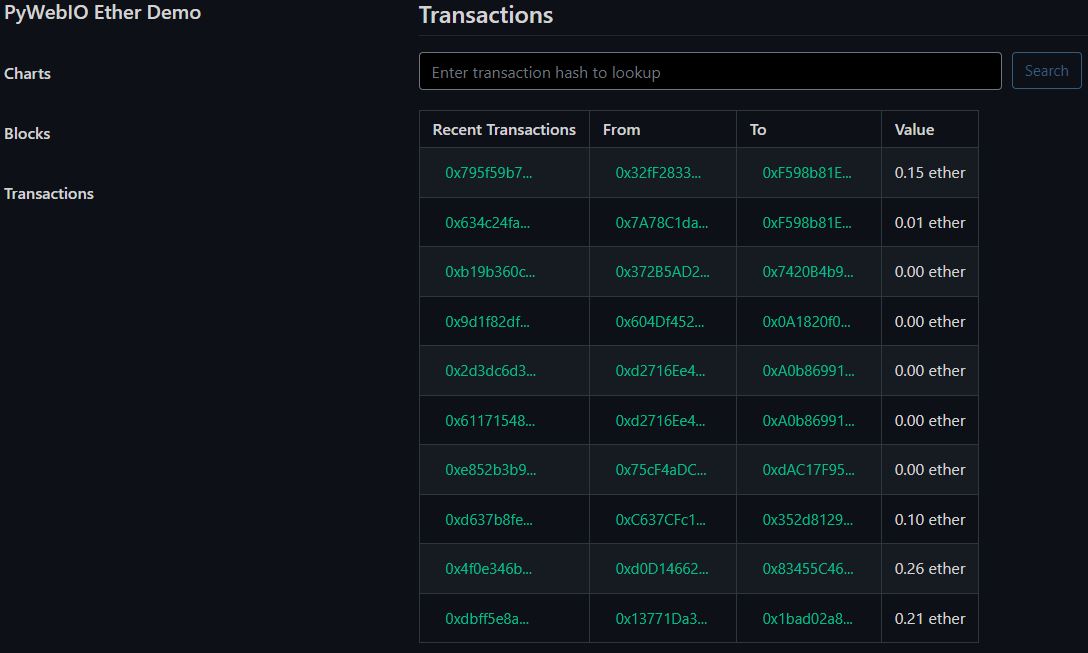 PyWebIO Ether Demo
Charts
Blocks
Transactions
Transactions
Enter transaction hash to lookup
Search
Recent Transactions From To Value
0x795f59b7... 0x32fF2833... 0xF598b81E... 0.15 ether
0x634c24fa... 0x7A78C1da... 0xF598b81E... 0.01 ether
0xb19b360c... 0x372B5AD2... 0x7420B4b9... 0.00 ether
0x9d1f82df... 0x604Df452... 0x0A1820f0... 0.00 ether
0x2d3dc6d3... 0xd2716Ee4... 0xA0b86991... 0.00 ether
0x61171548... 0xd2716Ee4... 0xA0b86991... 0.00 ether
0xe852b3b9... 0x75cF4aDC... 0xdAC17F95... 0.00 ether
0xd637b8fe... 0xC637CFc1... 0x352d8129... 0.10 ether
0x4f0e346b... 0xd0D14662... 0x83455C46... 0.26 ether
0xdbff5e8a... 0x13771Da3... 0x1bad02a8... 0.21 ether